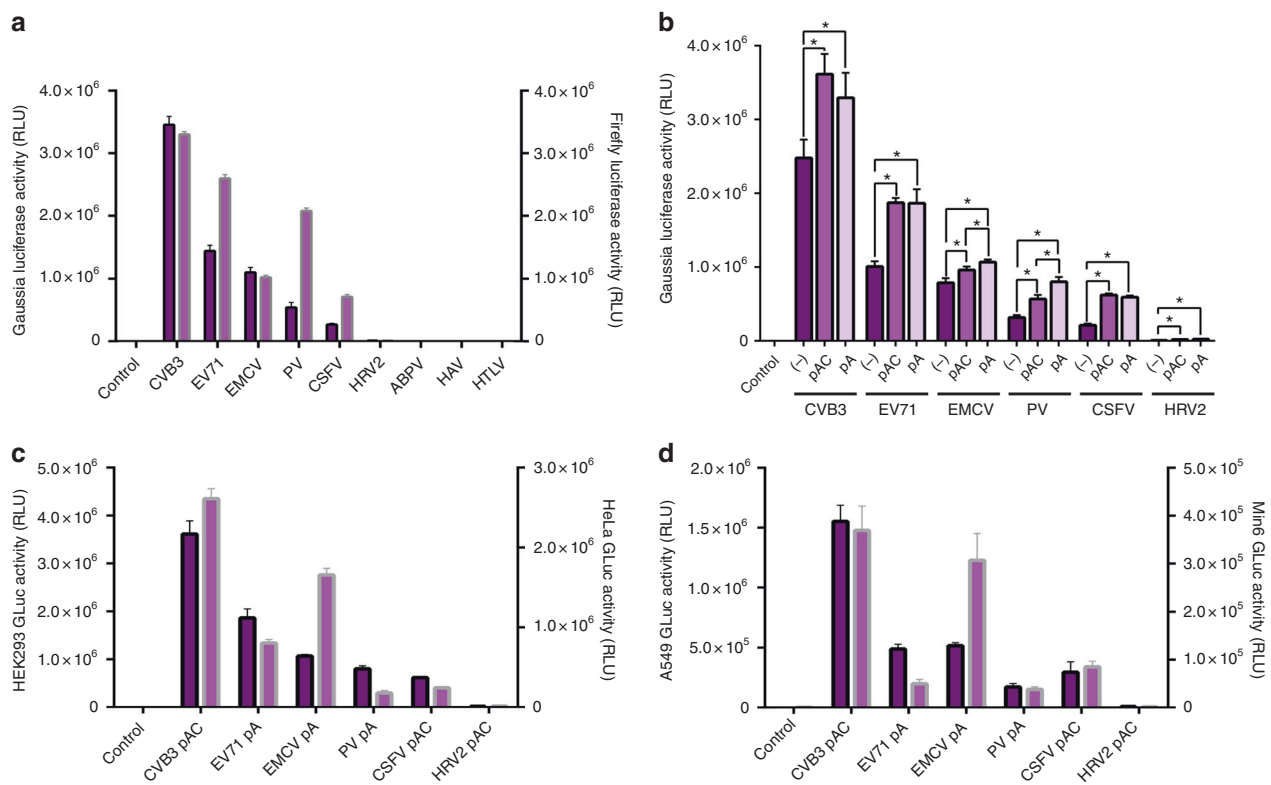 a
Gaussia luciferase activity (RLU)
4.0 × 10⁶
3.0 × 10⁶
2.0 × 10⁶
1.0 × 10⁶
0
4.0 × 10⁶
3.0 × 10⁶
2.0 × 10⁶
1.0 × 10⁶
0
Firefly luciferase activity (RLU)
Control
CVB3
EV71
EMCV
PV
CSFV
HRV2
ABPV
HAV
HTLV
b
Gaussia luciferase activity (RLU)
4.0 × 10⁶
3.0 × 10⁶
2.0 × 10⁶
1.0 × 10⁶
0
* *
* *
* * *
* * *
* *
* *
Control
(–) pAC pA
(–) pAC pA
(–) pAC pA
(–) pAC pA
(–) pAC pA
(–) pAC pA
CVB3 EV71 EMCV PV CSFV HRV2
c
HEK293 GLuc activity (RLU)
5.0 × 10⁶
4.0 × 10⁶
3.0 × 10⁶
2.0 × 10⁶
1.0 × 10⁶
0
3.0 × 10⁶
2.0 × 10⁶
1.0 × 10⁶
0
HeLa GLuc activity (RLU)
Control
CVB3 pAC
EV71 pA
EMCV pA
PV pA
CSFV pAC
HRV2 pAC
d
A549 GLuc activity (RLU)
2.0 × 10⁶
1.5 × 10⁶
1.0 × 10⁶
5.0 × 10⁵
0
5.0 × 10⁵
4.0 × 10⁵
3.0 × 10⁵
2.0 × 10⁵
1.0 × 10⁵
0
Min6 GLuc activity (RLU)
Control
CVB3 pAC
EV71 pA
EMCV pA
PV pA
CSFV pAC
HRV2 pAC